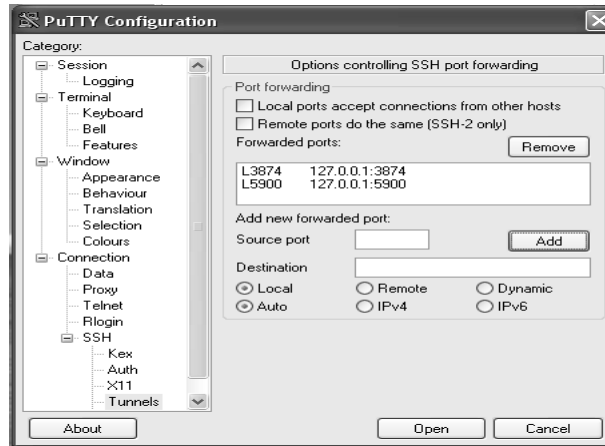 PuTTY Configuration
Category:
Session
Logging
Terminal
Keyboard
Bell
Features
Window
Appearance
Behaviour
Translation
Selection
Colours
Connection
Data
Proxy
Telnet
Rlogin
SSH
Kex
Auth
X11
Tunnels
Options controlling SSH port forwarding
Port forwarding
Local ports accept connections from other hosts
Remote ports do the same (SSH-2 only)
Forwarded ports:
Remove
L3874 127.0.0.1:3874
L5900 127.0.0.1:5900
Add new forwarded port:
Source port
Add
Destination
Local Remote Dynamic
Auto IPv4 IPv6
About Open Cancel